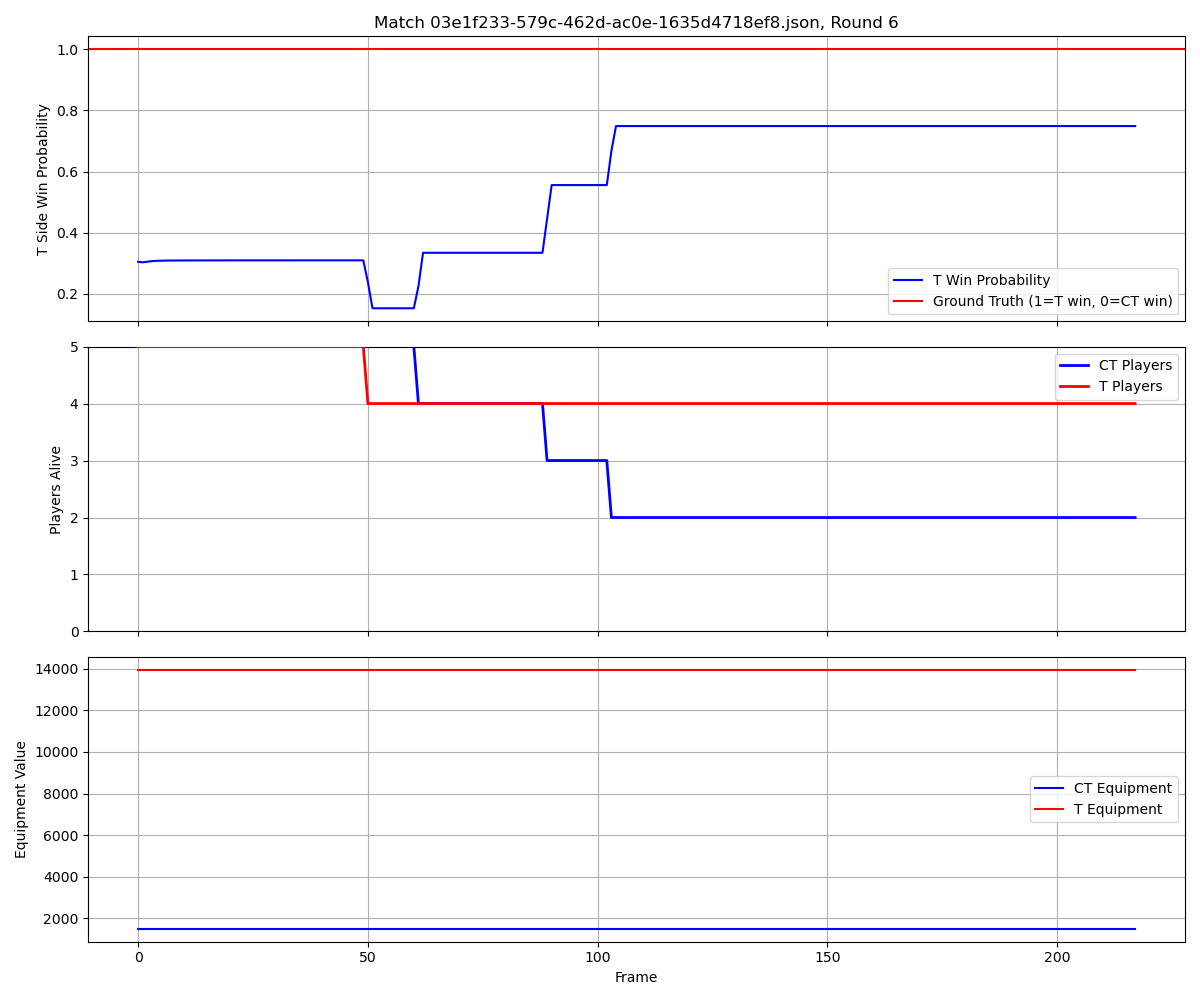 Match 03e1f233-579c-462d-ac0e-1635d4718ef8.json, Round 6
T Side Win Probability
1.0
0.8
0.6
0.4
0.2
T Win Probability
Ground Truth (1=T win, 0=CT win)
Players Alive
5
4
3
2
1
0
CT Players
T Players
Equipment Value
14000
12000
10000
8000
6000
4000
2000
CT Equipment
T Equipment
0
50
100
150
200
Frame